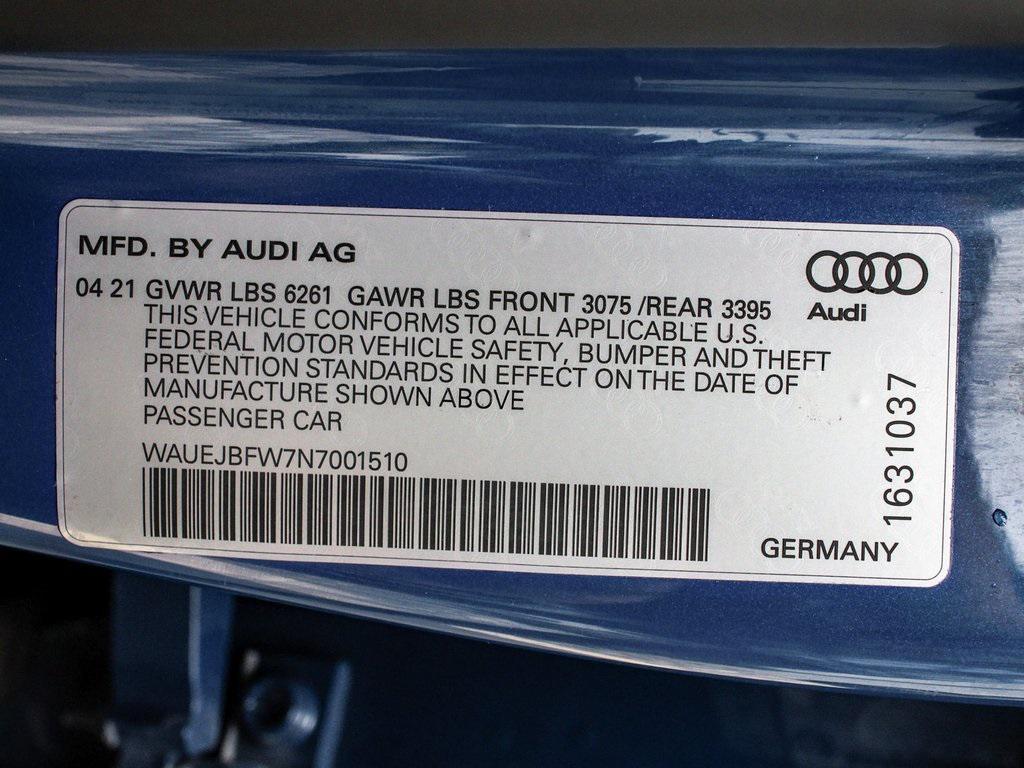 MFD. BY AUDI AG
04 21 GVWR LBS 6261 GAWR LBS FRONT 3075 /REAR 3395
THIS VEHICLE CONFORMS TO ALL APPLICABLE U.S.
FEDERAL MOTOR VEHICLE SAFETY, BUMPER AND THEFT
PREVENTION STANDARDS IN EFFECT ON THE DATE OF
MANUFACTURE SHOWN ABOVE
PASSENGER CAR
WAUEJBFW7N7001510
Audi
1631037
GERMANY